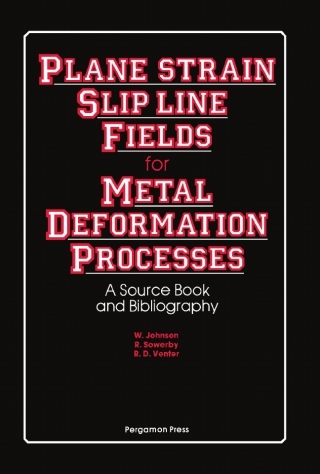 PLANE STRAIN
SLIP LINE
FIELDS
for
METAL
DEFORMATION
PROCESSES
A Source Book
and Bibliography
W. Johnson
R. Sowerby
R. D. Venter
Pergamon Press